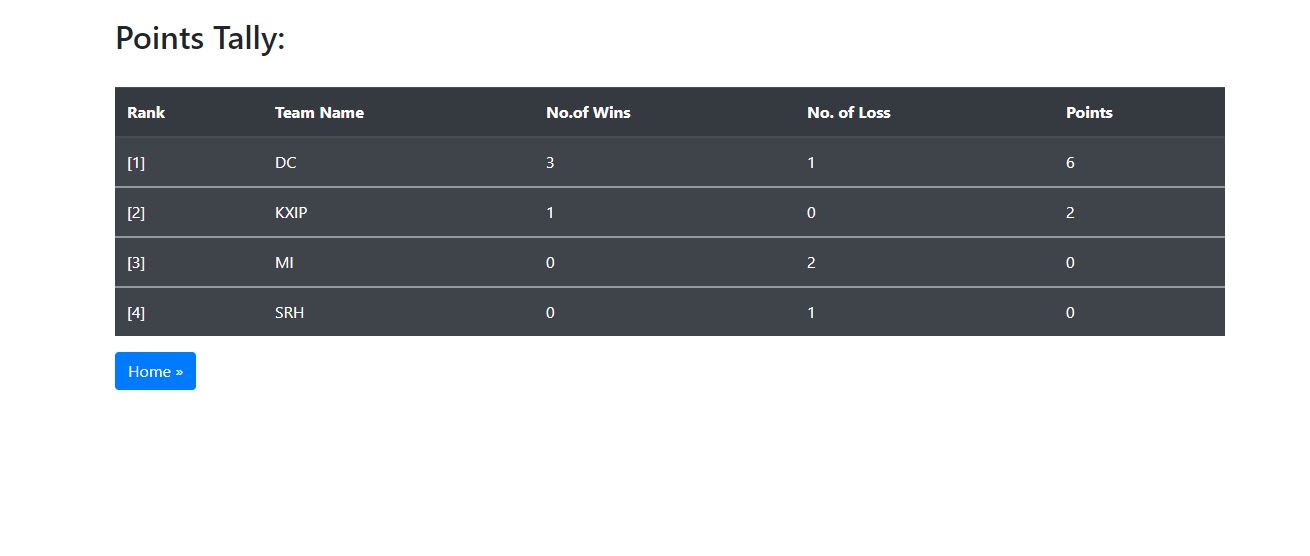 Points Tally:
Rank Team Name No.of Wins No. of Loss Points
[1] DC 3 1 6
[2] KXIP 1 0 2
[3] MI 0 2 0
[4] SRH 0 1 0
Home »